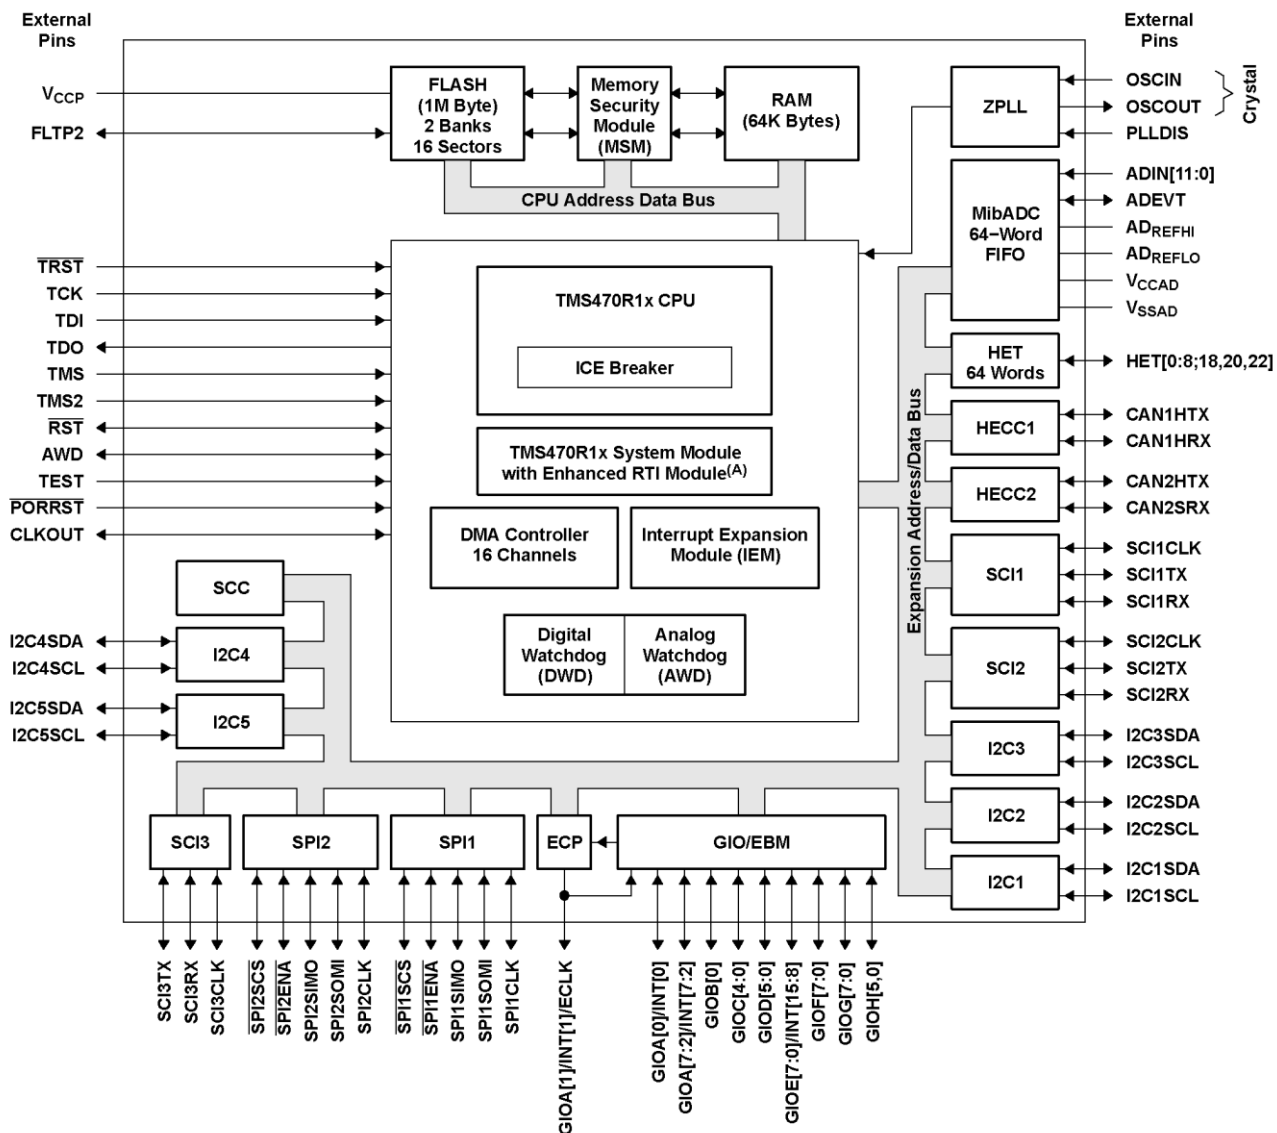 External
Pins
External
Pins
VCCP
FLTP2
FLASH
(1M Byte)
2 Banks
16 Sectors
Memory
Security
Module
(MSM)
RAM
(64K Bytes)
CPU Address Data Bus
ZPLL
OSCIN
OSCOUT
PLLDIS
Crystal
MibADC
64–Word
FIFO
ADIN[11:0]
ADEVT
ADREFHI
ADREFLO
VCCAD
VSSAD
TRST
TCK
TDI
TDO
TMS
TMS2
RST
AWD
TEST
PORRST
CLKOUT
TMS470R1x CPU
ICE Breaker
TMS470R1x System Module
with Enhanced RTI Module(A)
DMA Controller
16 Channels
Interrupt Expansion
Module (IEM)
Digital
Watchdog
(DWD)
Analog
Watchdog
(AWD)
Expansion Address/Data Bus
HET
64 Words
HET[0:8;18,20,22]
HECC1
CAN1HTX
CAN1HRX
HECC2
CAN2HTX
CAN2SRX
SCI1
SCI1CLK
SCI1TX
SCI1RX
SCI2
SCI2CLK
SCI2TX
SCI2RX
I2C3
I2C3SDA
I2C3SCL
I2C2
I2C2SDA
I2C2SCL
I2C1
I2C1SDA
I2C1SCL
SCC
I2C4SDA
I2C4SCL
I2C4
I2C5SDA
I2C5SCL
I2C5
SCI3
SPI2
SPI1
ECP
GIO/EBM
SCI3TX
SCI3RX
SCI3CLK
SPI2SCS
SPI2ENA
SPI2SIMO
SPI2SOMI
SPI2CLK
SPI1SCS
SPI1ENA
SPI1SIMO
SPI1SOMI
SPI1CLK
GIOA[1]/INT[1]/ECLK
GIOA[0]/INT[0]
GIOA[7:2]/INT[7:2]
GIOB[0]
GIOC[4:0]
GIOD[5:0]
GIOE[7:0]/INT[15:8]
GIOF[7:0]
GIOG[7:0]
GIOH[5,0]